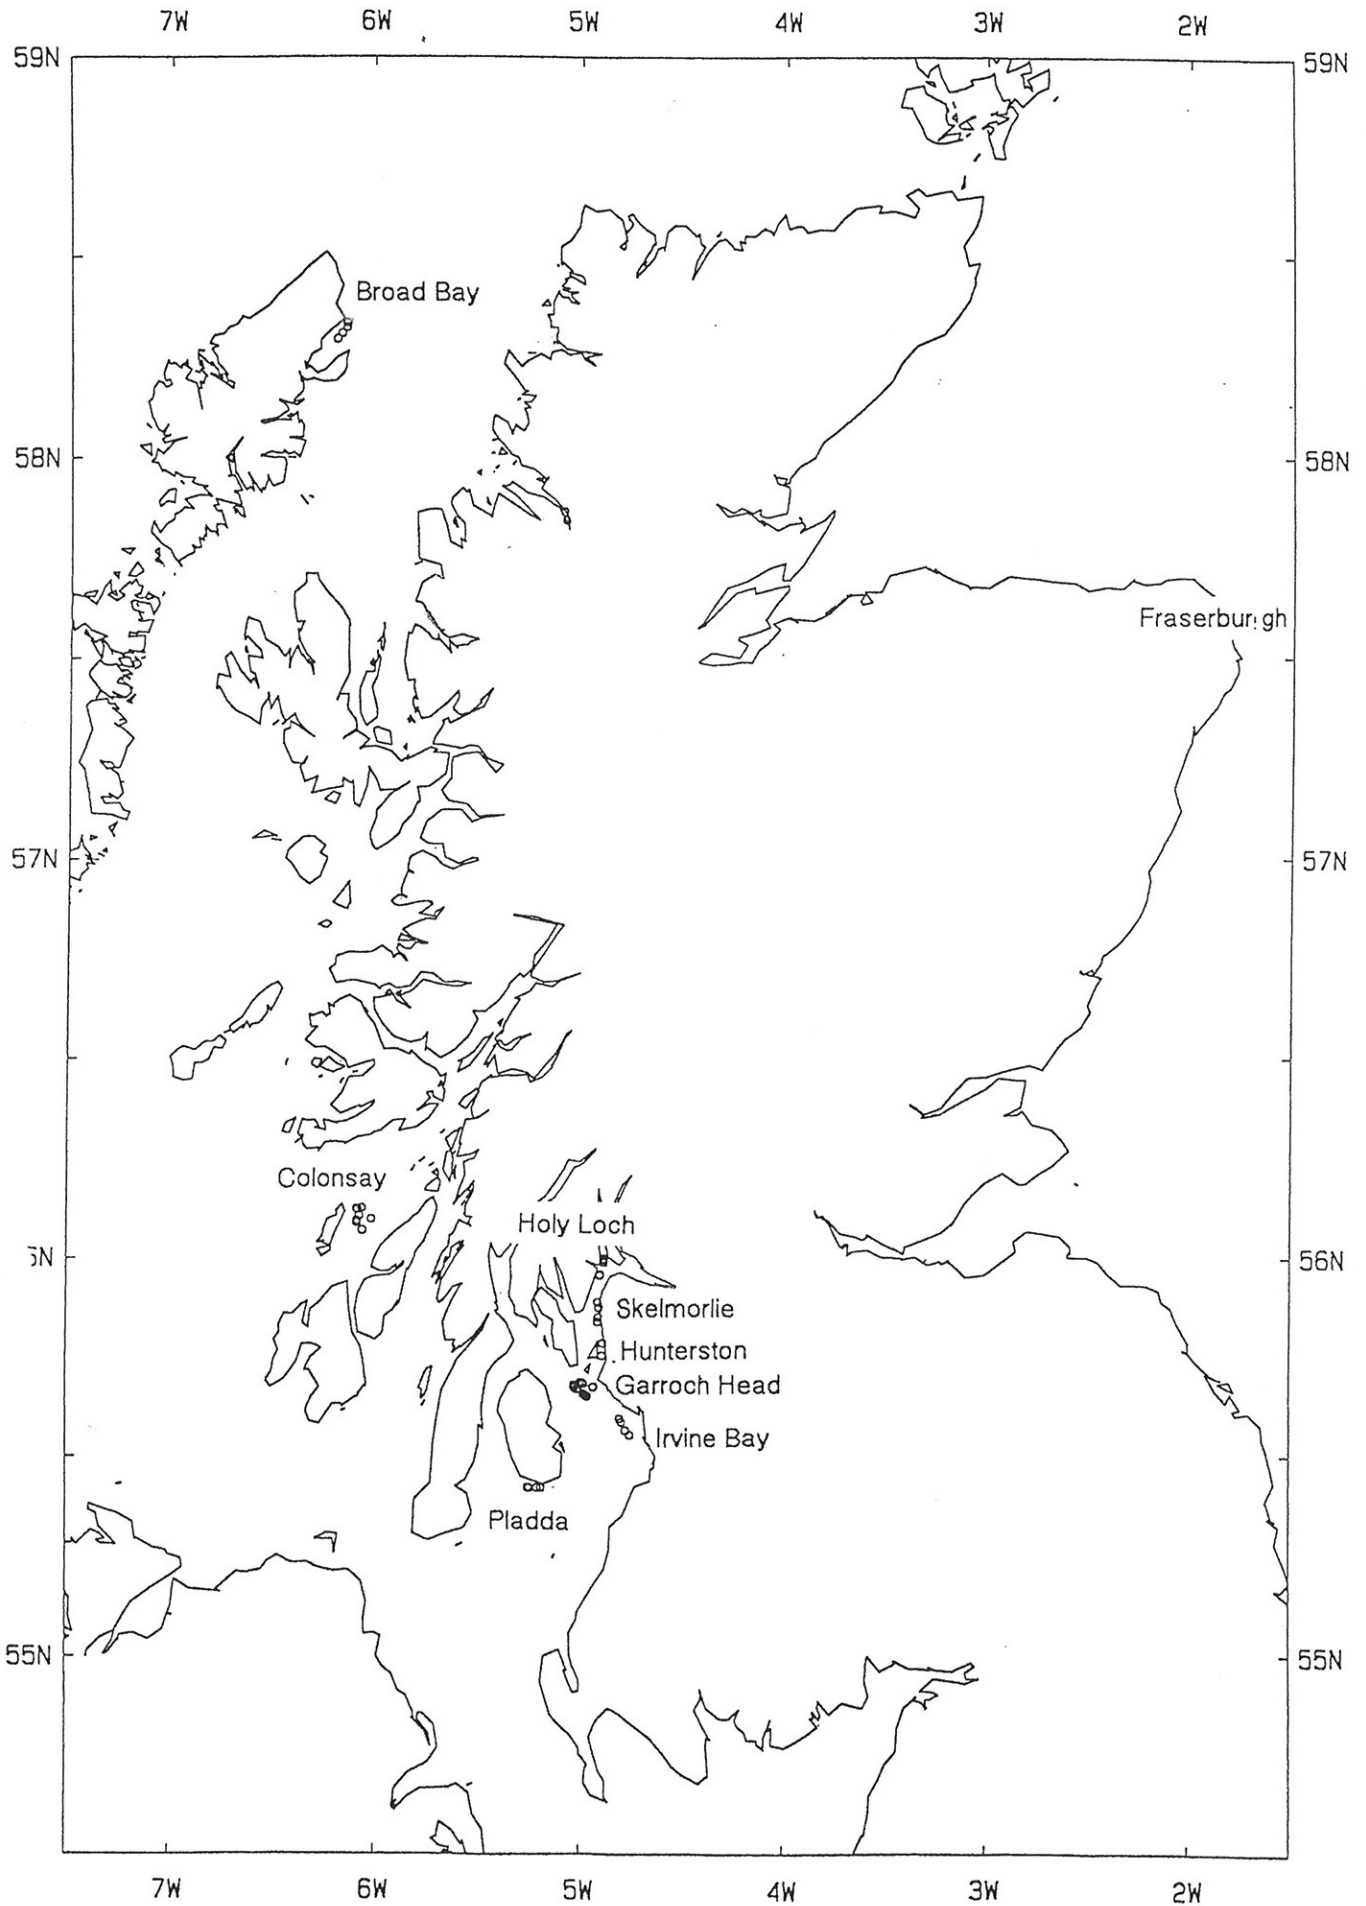 7W 6W 5W 4W 3W 2W
59N 59N
Broad Bay
58N 58N
Fraserburgh
57N 57N
Colonsay
Holy Loch
6N 56N
Skelmorlie
Hunterston
Garroch Head
Irvine Bay
Pladda
55N 55N
7W 6W 5W 4W 3W 2W